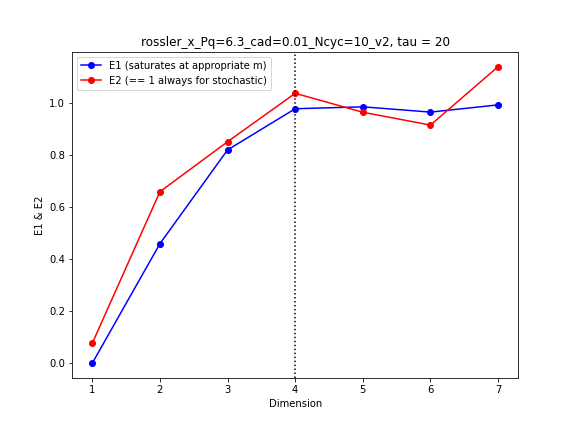 rossler_x_Pq=6.3_cad=0.01_Ncyc=10_v2, tau = 20
E1 (saturates at appropriate m)
E2 (== 1 always for stochastic)
E1 & E2
1.0
0.8
0.6
0.4
0.2
0.0
1 2 3 4 5 6 7
Dimension